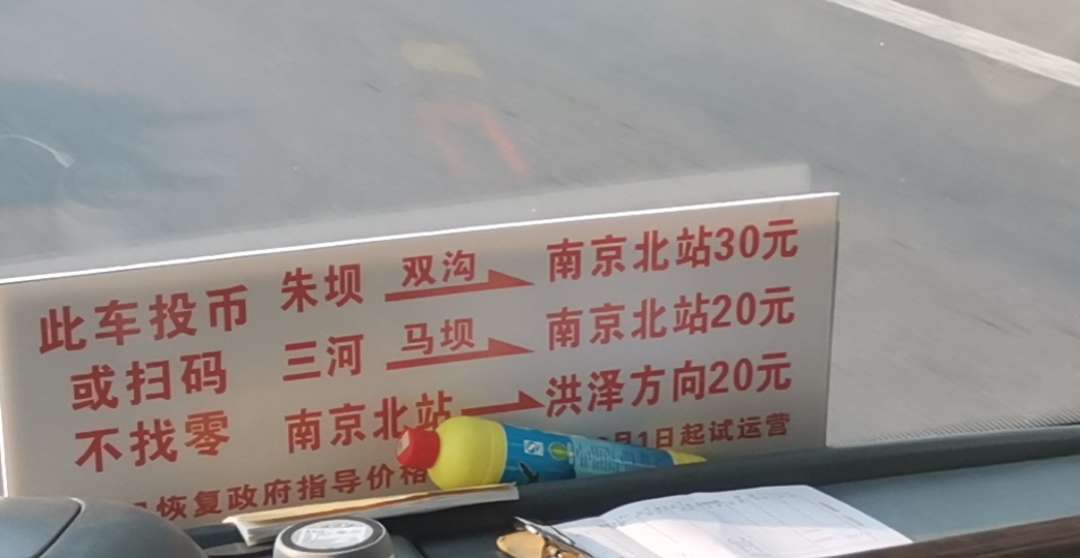 此车投币
或扫码
不找零
朱坝 双沟 南京北站30元
三河 马坝 南京北站20元
南京北站 洪泽方向20元
月1日起试运营
恢复政府指导价格